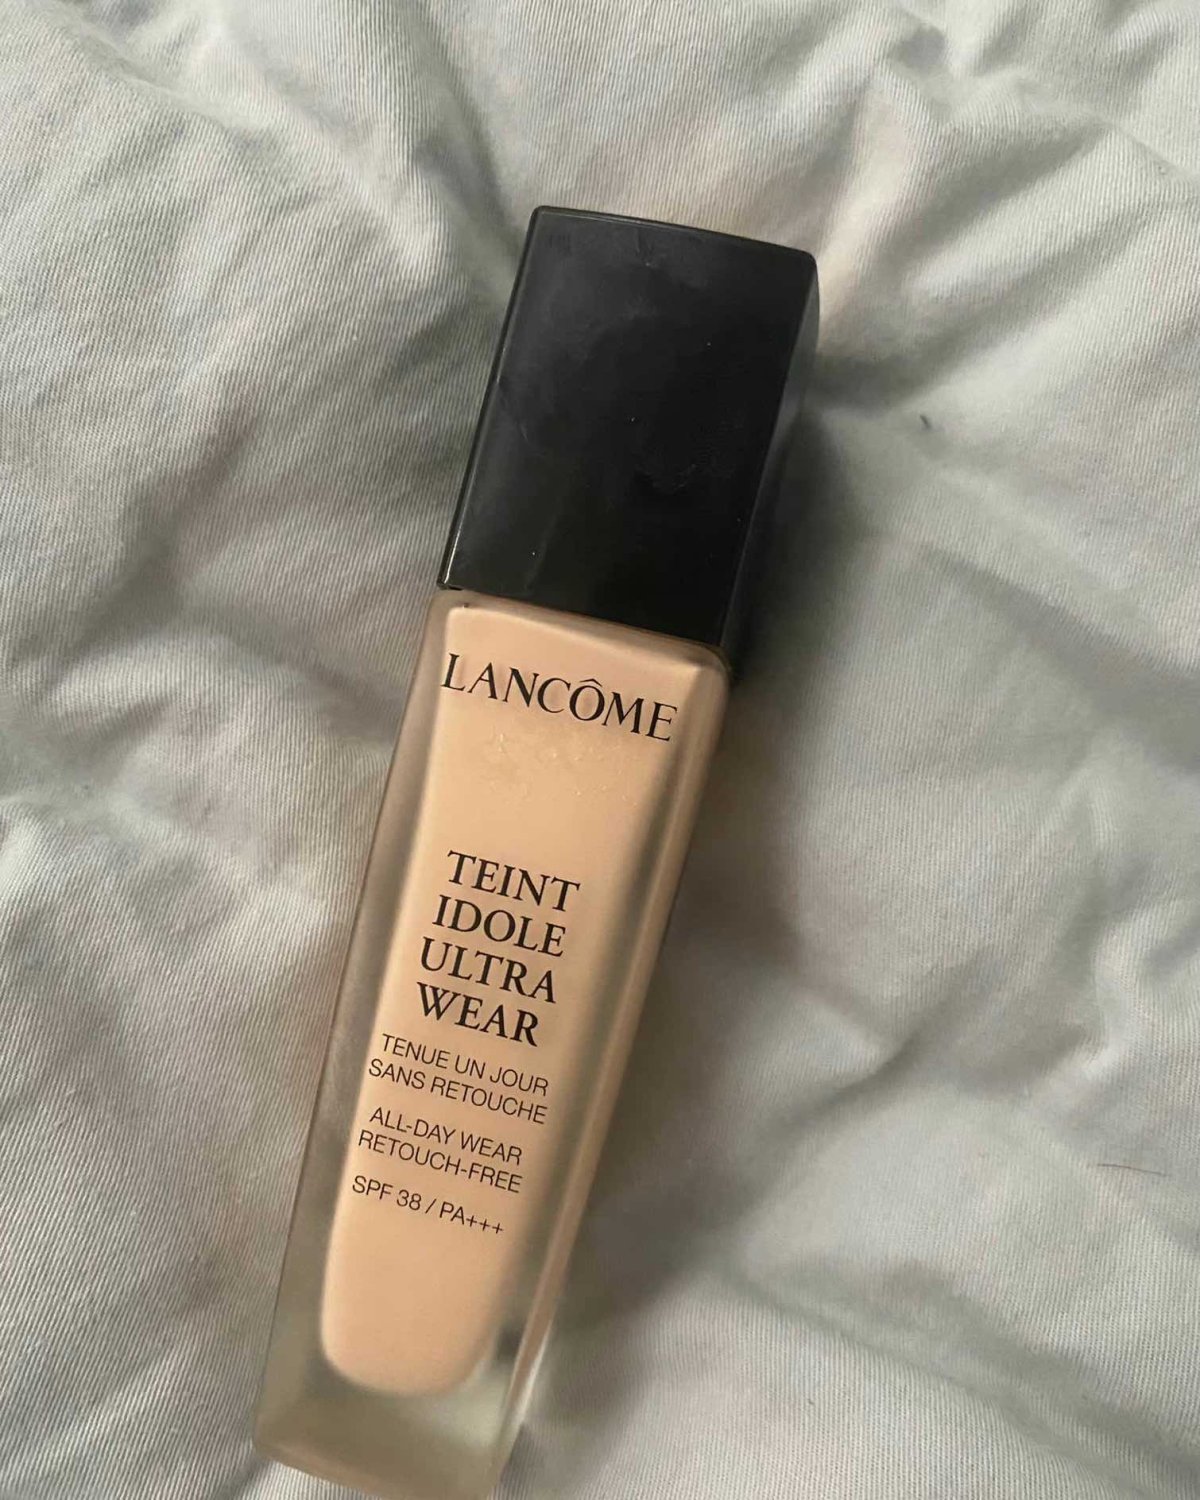 LANCÔME
TEINT
IDOLE
ULTRA
WEAR
TENUE UN JOUR
SANS RETOUCHE
ALL-DAY WEAR
RETOUCH-FREE
SPF 38 / PA+++